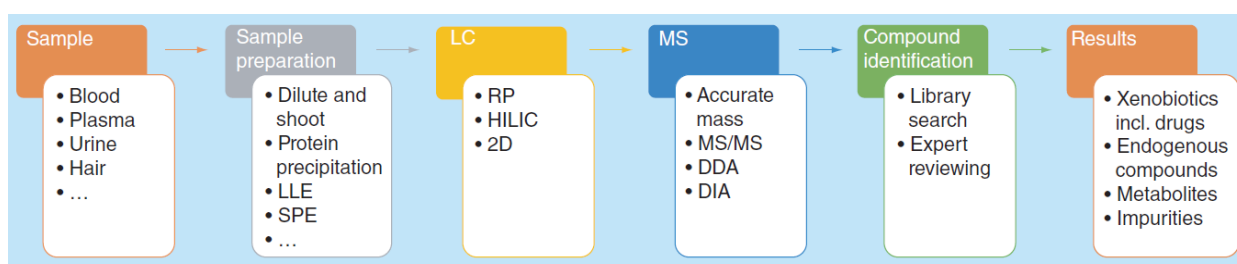 Sample
• Blood
• Plasma
• Urine
• Hair
• ...
Sample
preparation
• Dilute and
shoot
• Protein
precipitation
• LLE
• SPE
• ...
LC
• RP
• HILIC
• 2D
MS
• Accurate
mass
• MS/MS
• DDA
• DIA
Compound
identification
• Library
search
• Expert
reviewing
Results
• Xenobiotics
incl. drugs
• Endogenous
compounds
• Metabolites
• Impurities